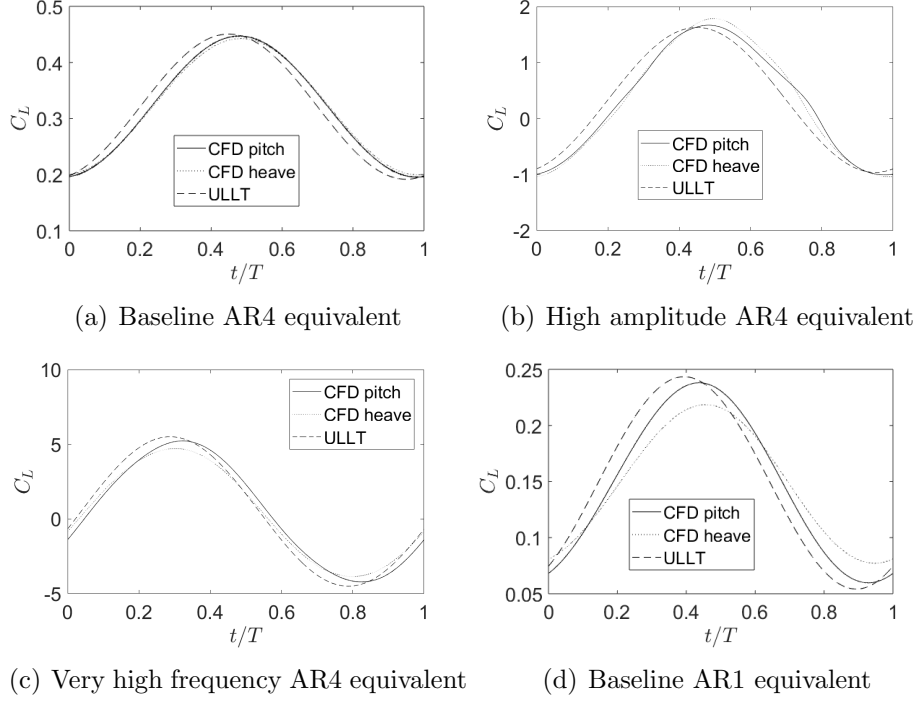 0.5
0.4
0.3
0.2
0.1
C_L
CFD pitch
CFD heave
ULLT
0 0.2 0.4 0.6 0.8 1
t/T
(a) Baseline AR4 equivalent
2
1
0
-1
-2
C_L
CFD pitch
CFD heave
ULLT
0 0.2 0.4 0.6 0.8 1
t/T
(b) High amplitude AR4 equivalent
10
5
0
-5
C_L
CFD pitch
CFD heave
ULLT
0 0.2 0.4 0.6 0.8 1
t/T
(c) Very high frequency AR4 equivalent
0.25
0.2
0.15
0.1
0.05
C_L
CFD pitch
CFD heave
ULLT
0 0.2 0.4 0.6 0.8 1
t/T
(d) Baseline AR1 equivalent